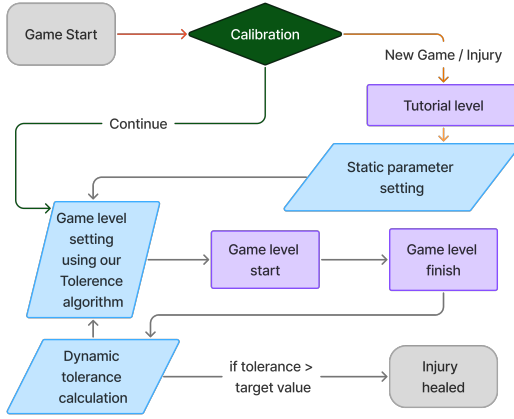 Game Start
Calibration
New Game / Injury
Tutorial level
Continue
Static parameter
setting
Game level
setting
using our
Tolerence
algorithm
Game level
start
Game level
finish
Dynamic
tolerance
calculation
if tolerance >
target value
Injury
healed